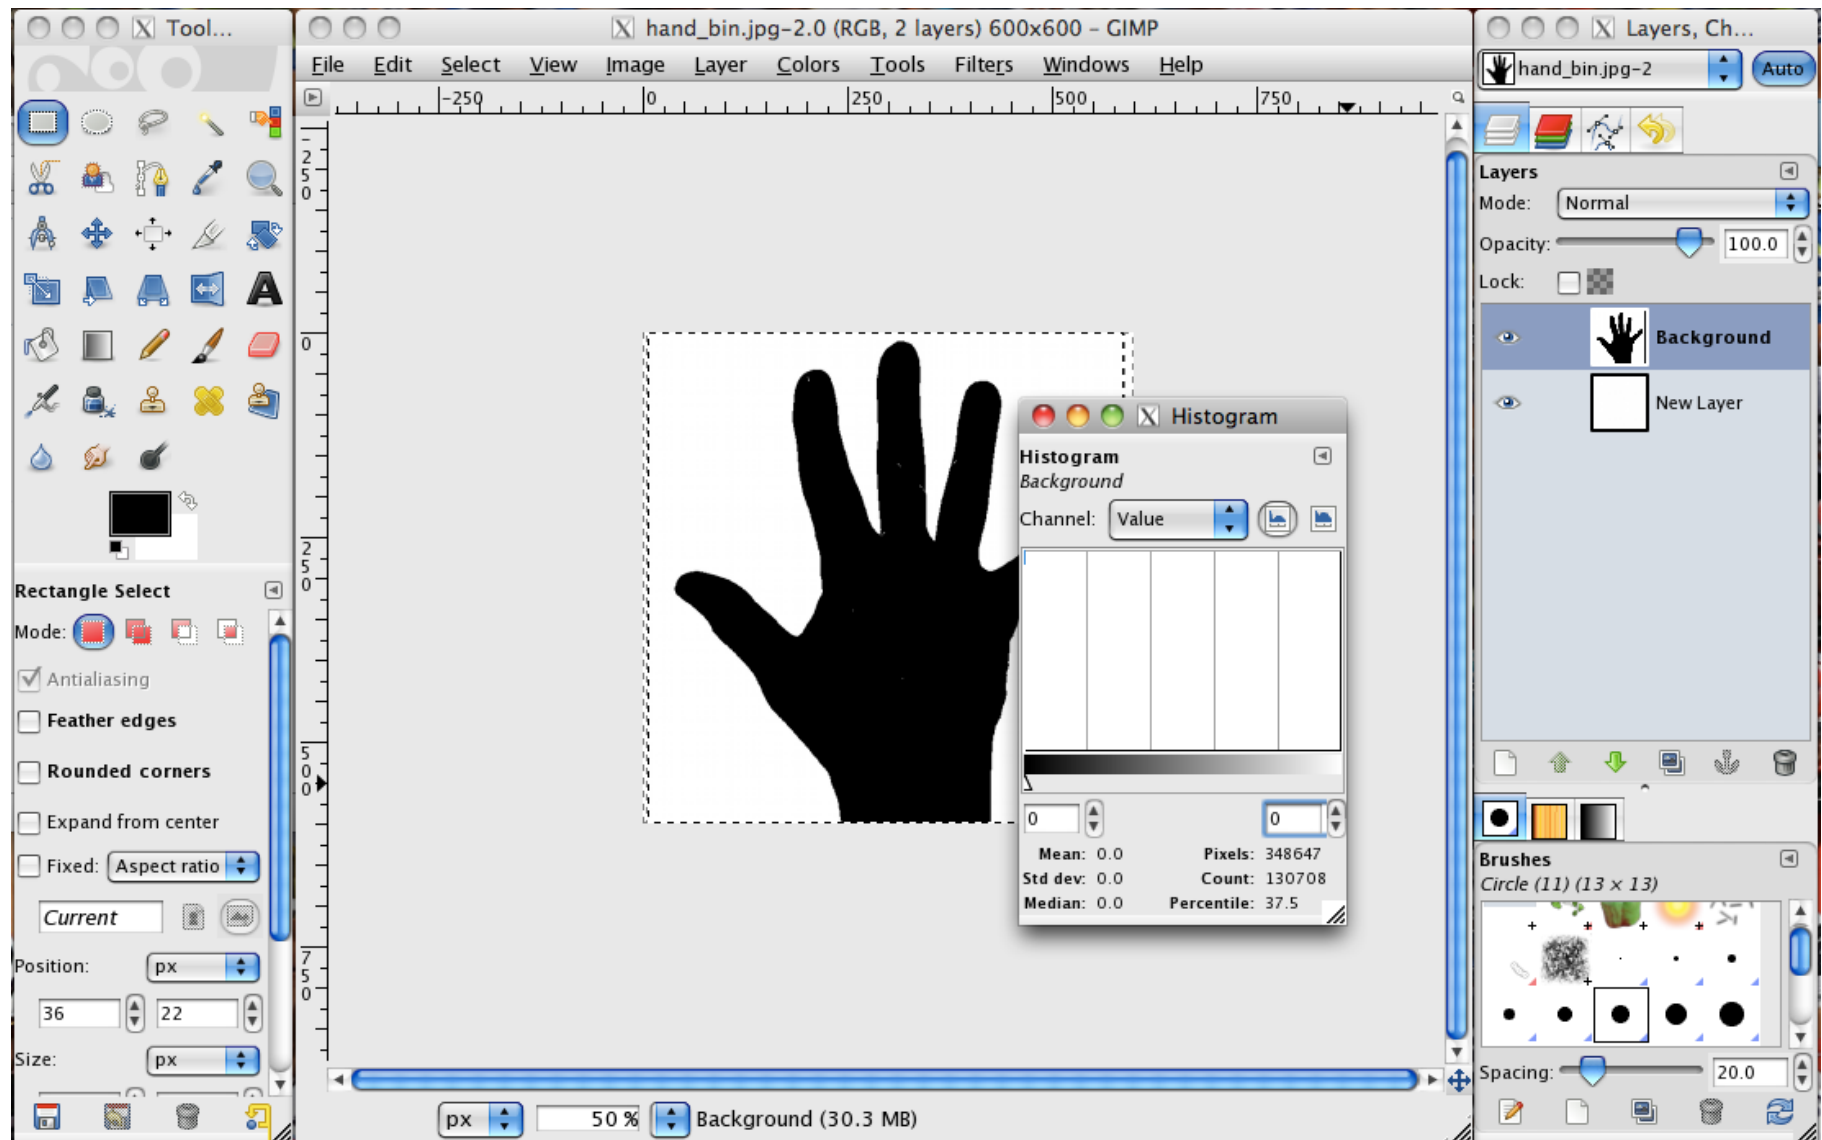 Tool...
Rectangle Select
Mode:
Antialiasing
Feather edges
Rounded corners
Expand from center
Fixed: Aspect ratio
Current
Position: px
36 22
Size: px
hand_bin.jpg-2.0 (RGB, 2 layers) 600x600 – GIMP
File Edit Select View Image Layer Colors Tools Filters Windows Help
-250 0 250 500 750
250
0
250
500
750
Histogram
Histogram
Background
Channel: Value
0 0
Mean: 0.0 Pixels: 348647
Std dev: 0.0 Count: 130708
Median: 0.0 Percentile: 37.5
px 50 % Background (30.3 MB)
Layers, Ch...
hand_bin.jpg-2 Auto
Layers
Mode: Normal
Opacity: 100.0
Lock:
Background
New Layer
Brushes
Circle (11) (13 × 13)
Spacing: 20.0